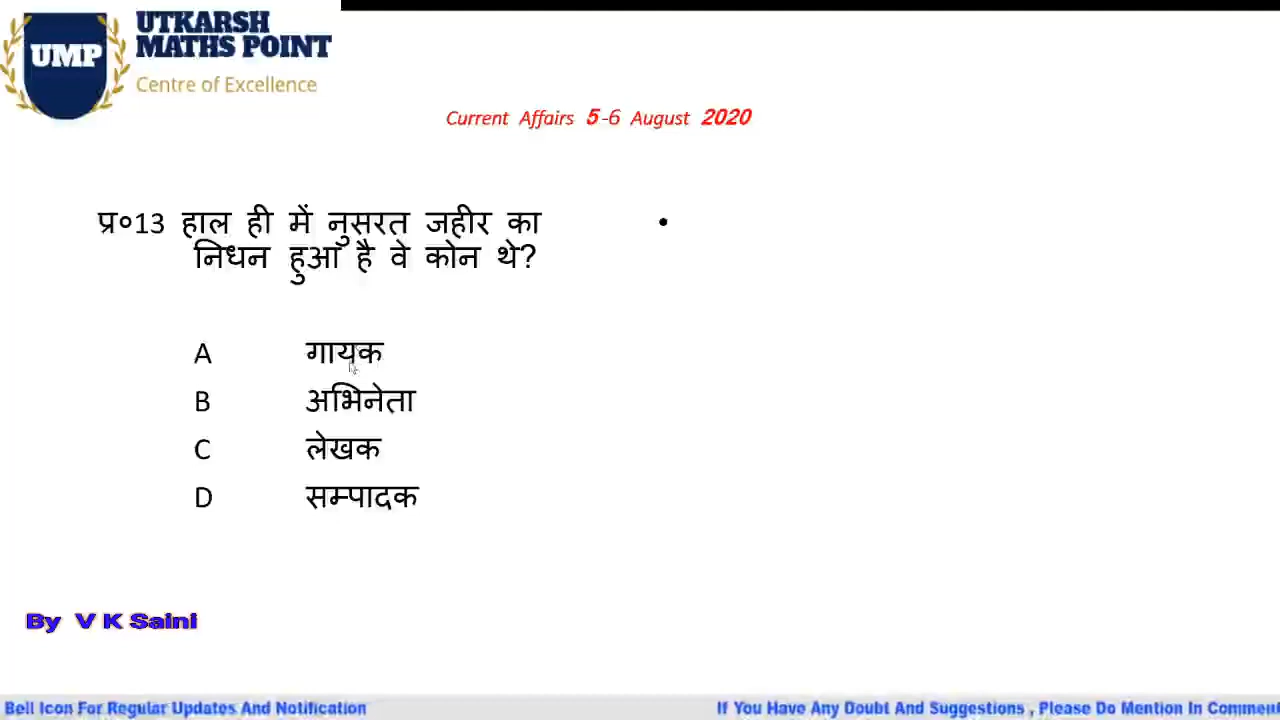 UTKARSH
MATHS POINT
UMP
Centre of Excellence
Current Affairs 5-6 August 2020
प्र०13 हाल ही में नुसरत जहीर का
निधन हुआ है वे कोन थे?
A गायक
B अभिनेता
C लेखक
D सम्पादक
By V K Saini
Bell Icon For Regular Updates And Notification If You Have Any Doubt And Suggestions , Please Do Mention In Commen